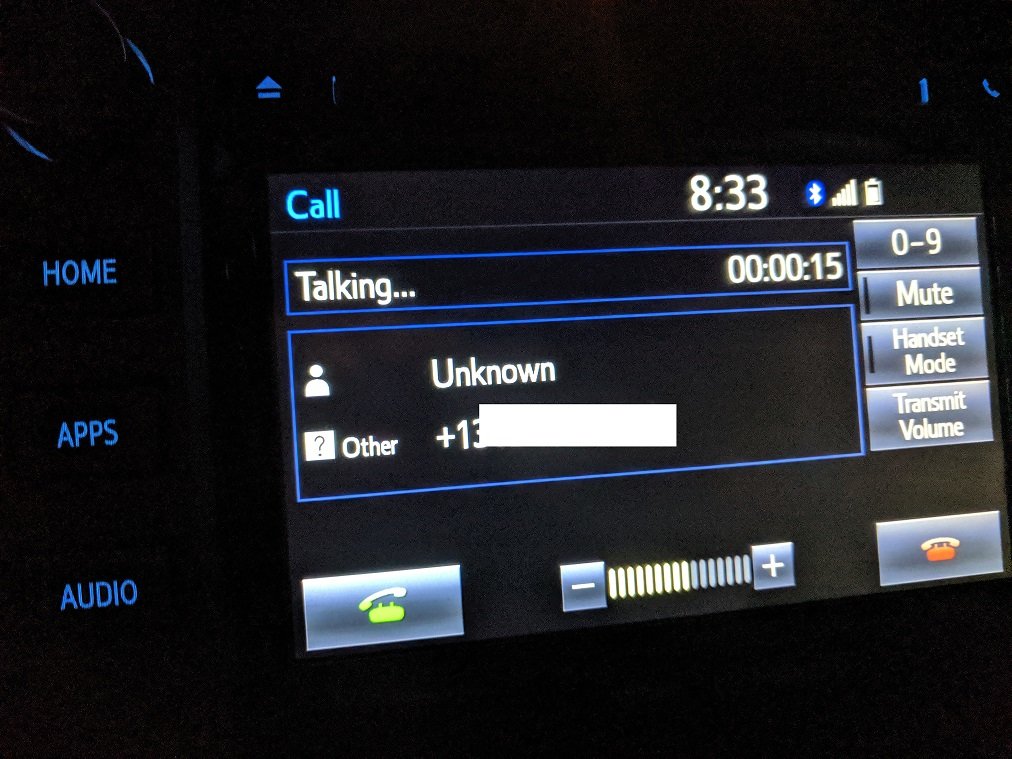 Call 8:33
0-9
Talking... 00:00:15
Mute
HOME
Handset
Mode
Unknown
Transmit
Volume
APPS
? Other +13
− +
AUDIO